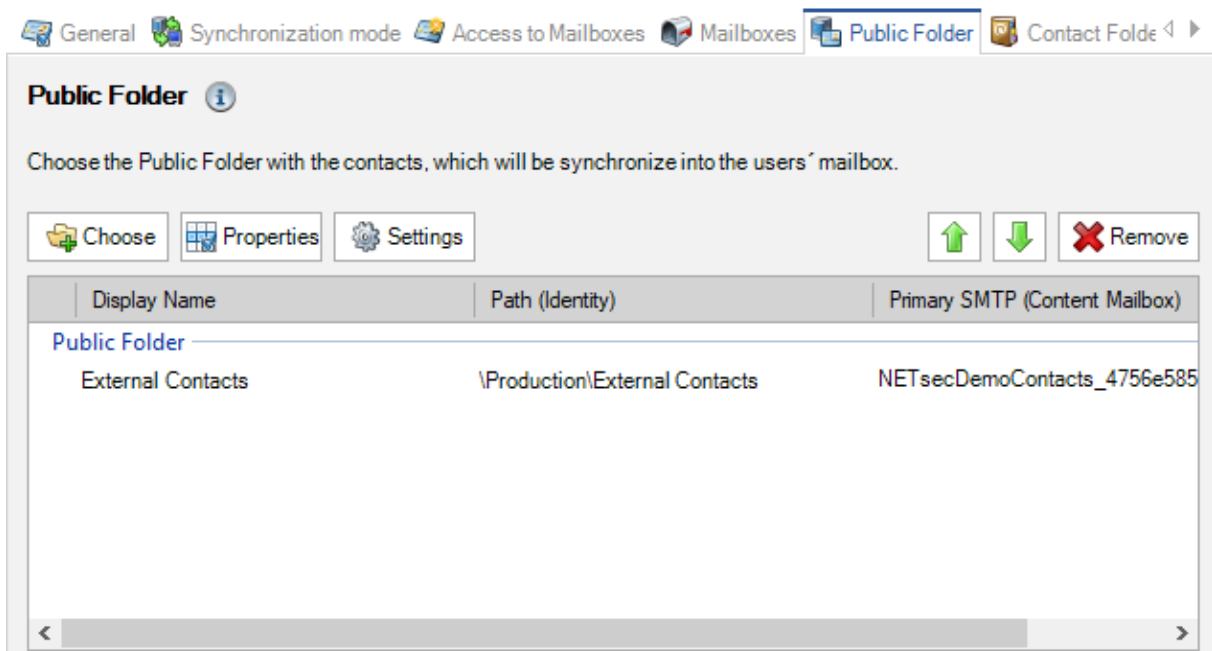 General Synchronization mode Access to Mailboxes Mailboxes Public Folder Contact Folde
Public Folder
Choose the Public Folder with the contacts, which will be synchronize into the users´ mailbox.
Choose Properties Settings Remove
Display Name Path (Identity) Primary SMTP (Content Mailbox)
Public Folder
External Contacts \Production\External Contacts NETsecDemoContacts_4756e585